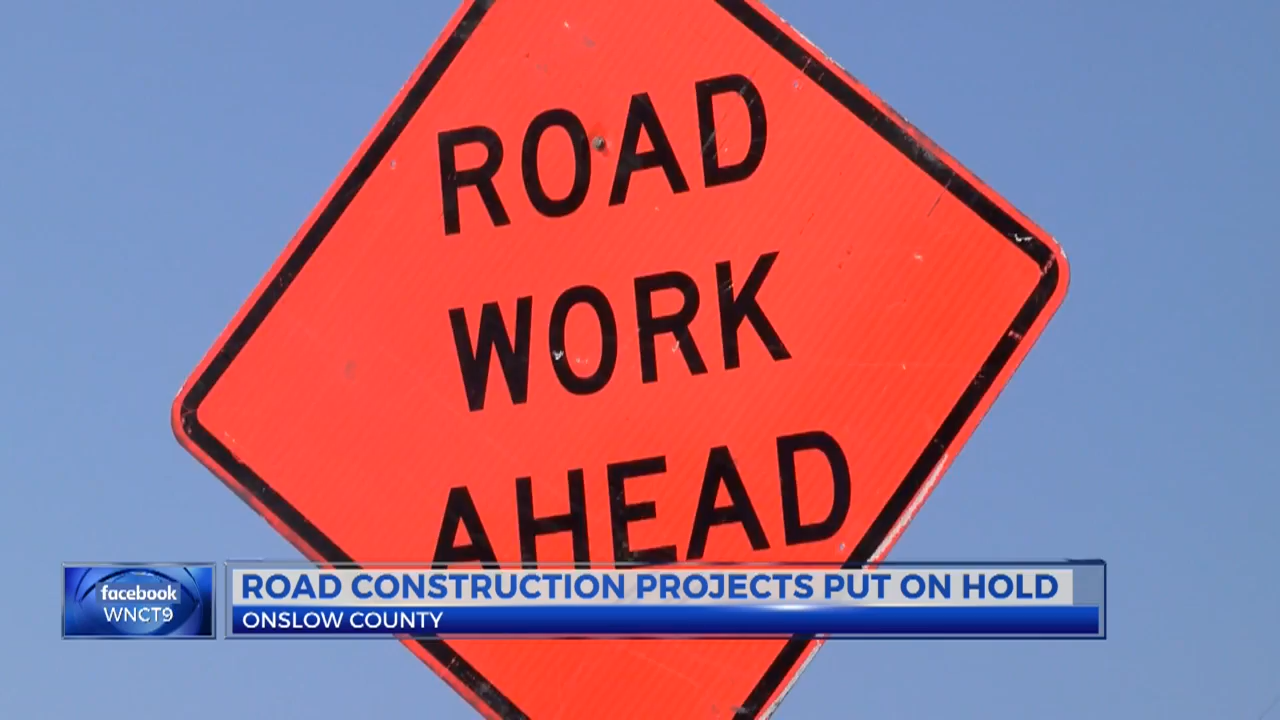 ROAD
WORK
AHEAD
facebook
WNCT9
ROAD CONSTRUCTION PROJECTS PUT ON HOLD
ONSLOW COUNTY